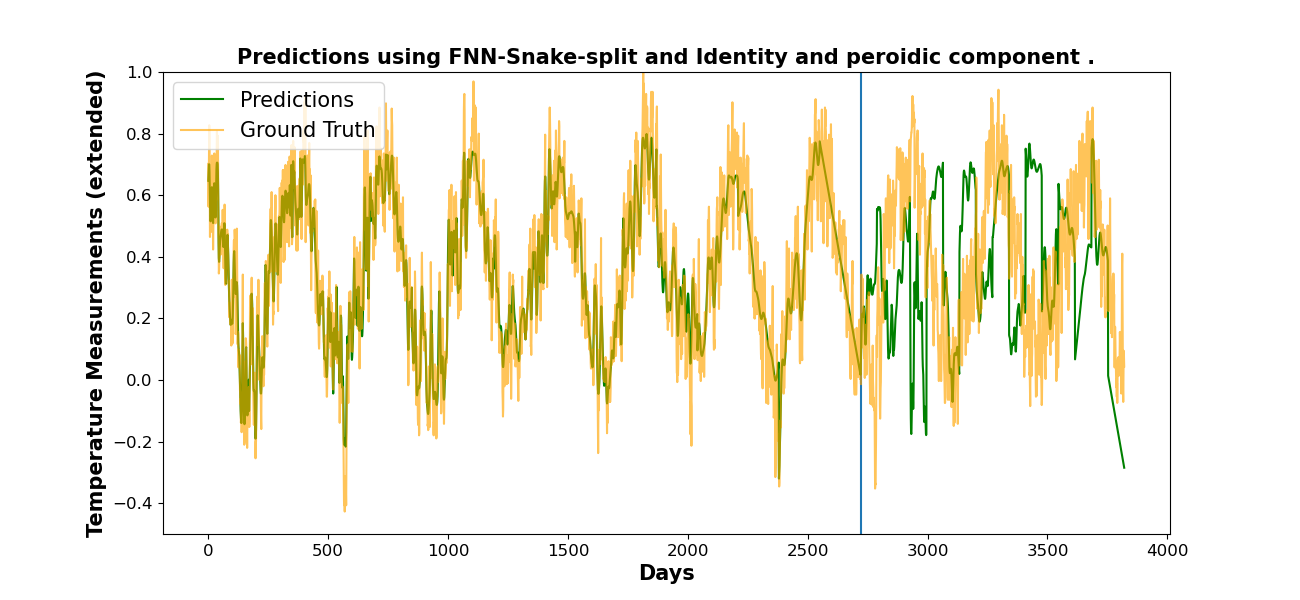 Predictions using FNN-Snake-split and Identity and peroidic component .
Temperature Measurements (extended)
1.0
0.8
0.6
0.4
0.2
0.0
−0.2
−0.4
Predictions
Ground Truth
0 500 1000 1500 2000 2500 3000 3500 4000
Days